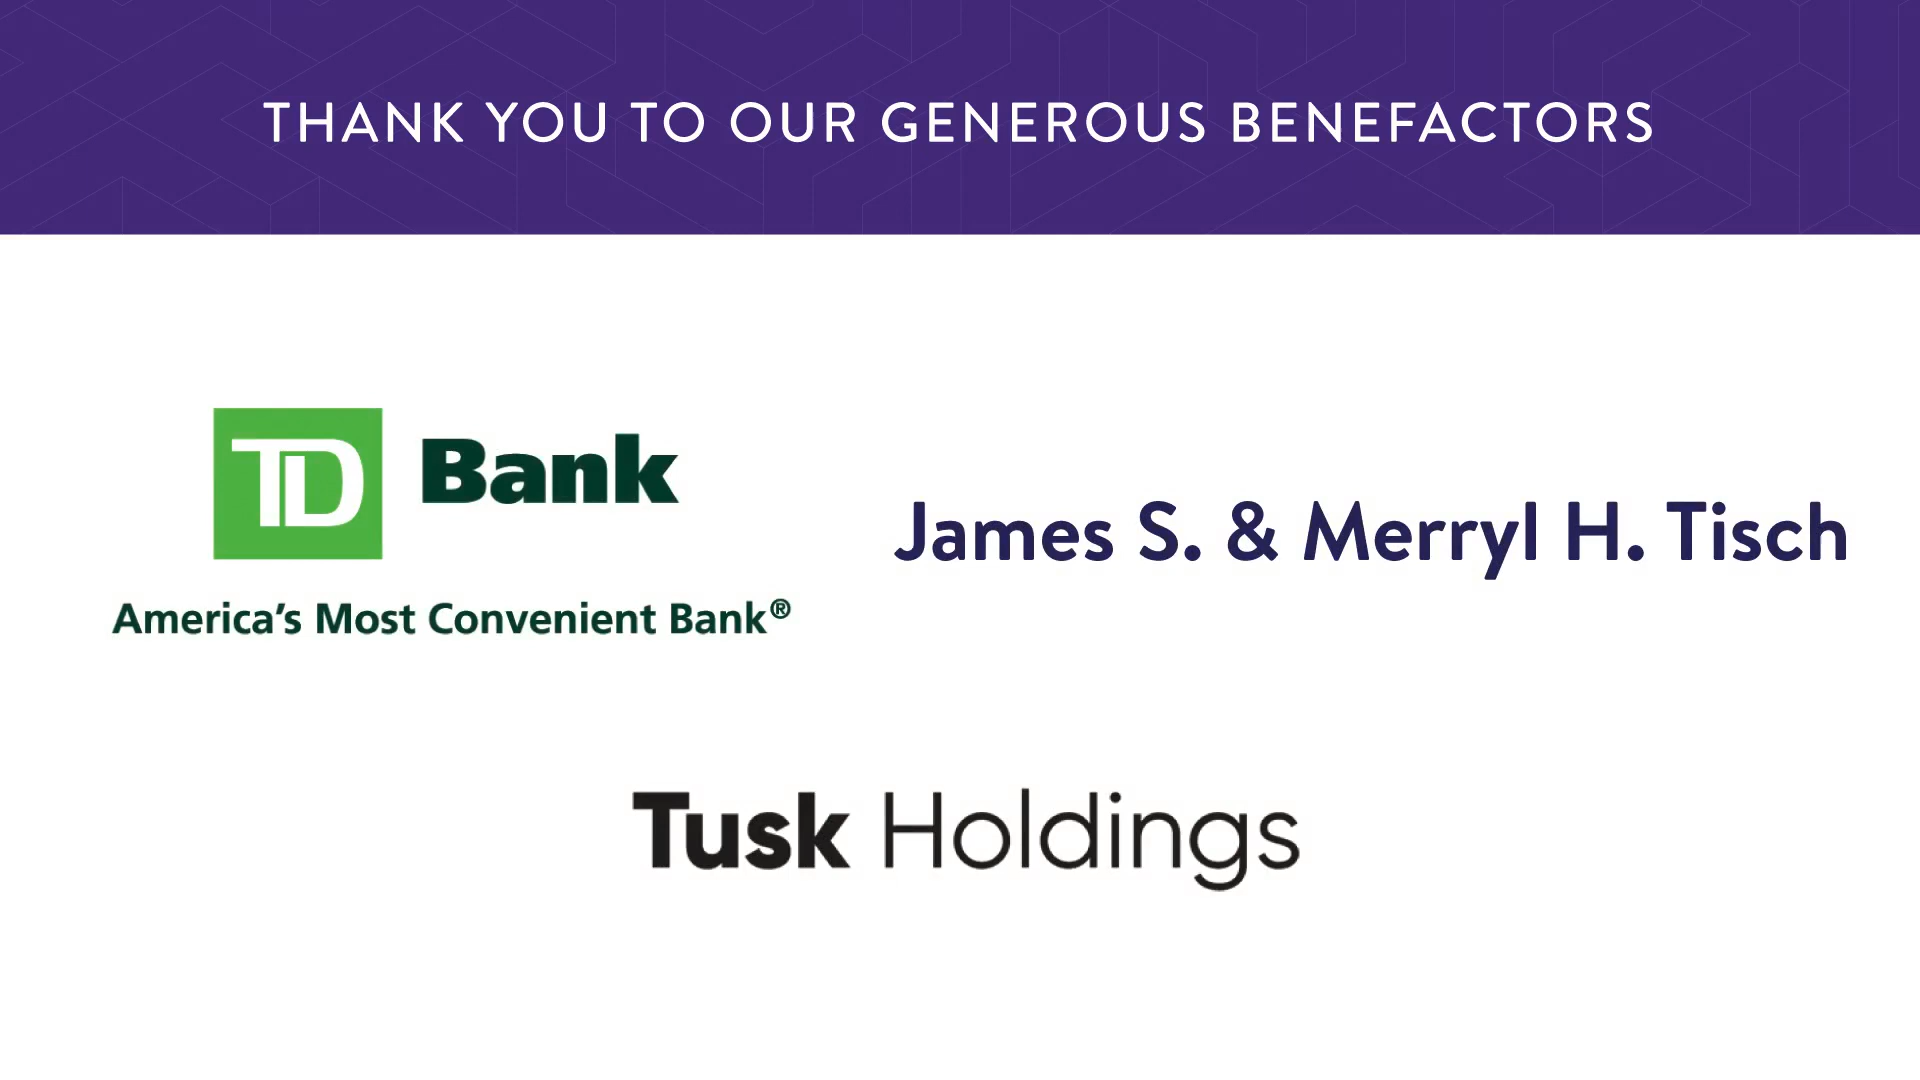 THANK YOU TO OUR GENEROUS BENEFACTORS
TD Bank
America's Most Convenient Bank®
James S. & Merryl H. Tisch
Tusk Holdings